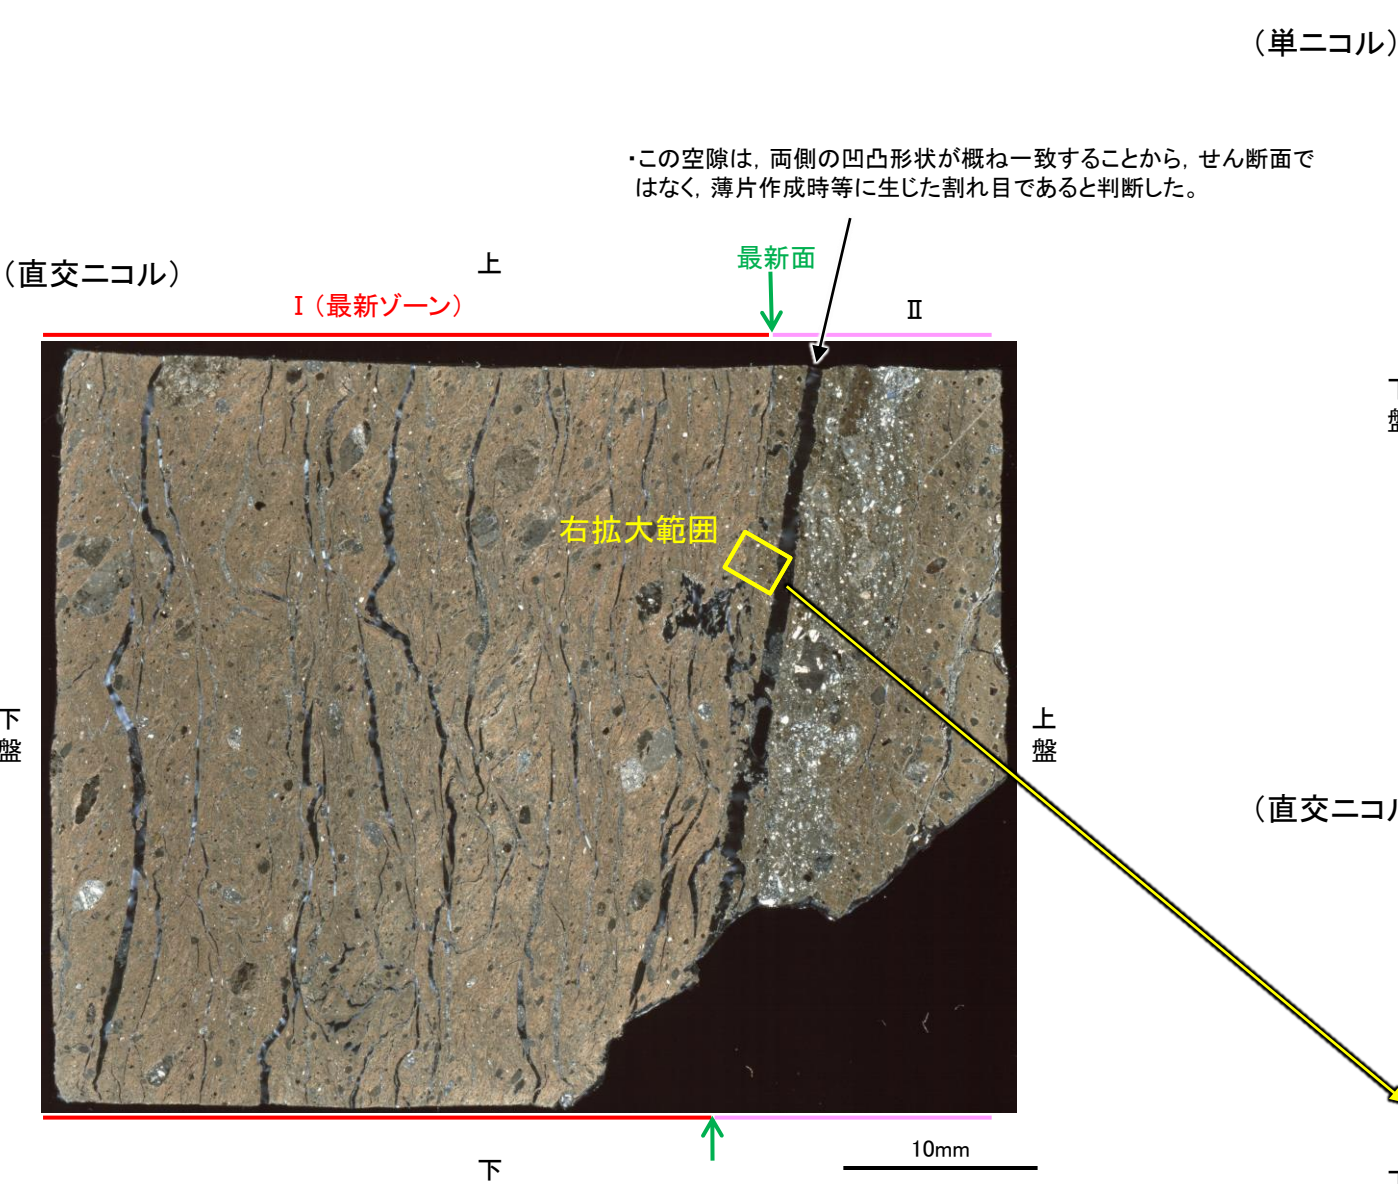 （単ニコル）
・この空隙は，両側の凹凸形状が概ね一致することから，せん断面で
はなく，薄片作成時等に生じた割れ目であると判断した。
（直交ニコル）
上
最新面
Ⅰ（最新ゾーン）
Ⅱ
右拡大範囲
下盤
上盤
（直交ニコル
10mm
下